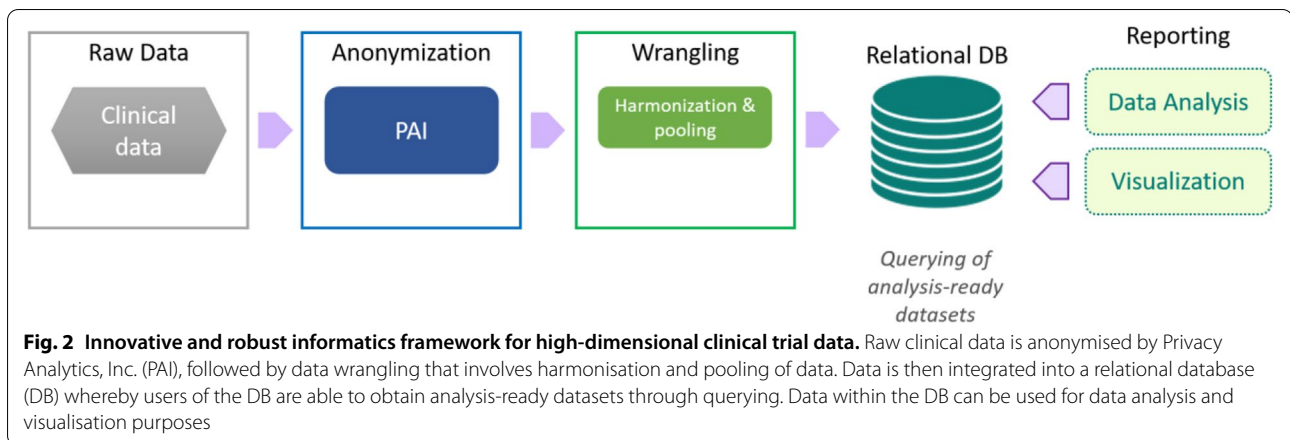 Raw Data
Clinical
data
Anonymization
PAI
Wrangling
Harmonization &
pooling
Relational DB
Querying of
analysis-ready
datasets
Reporting
Data Analysis
Visualization
Fig. 2 Innovative and robust informatics framework for high-dimensional clinical trial data. Raw clinical data is anonymised by Privacy
Analytics, Inc. (PAI), followed by data wrangling that involves harmonisation and pooling of data. Data is then integrated into a relational database
(DB) whereby users of the DB are able to obtain analysis-ready datasets through querying. Data within the DB can be used for data analysis and
visualisation purposes